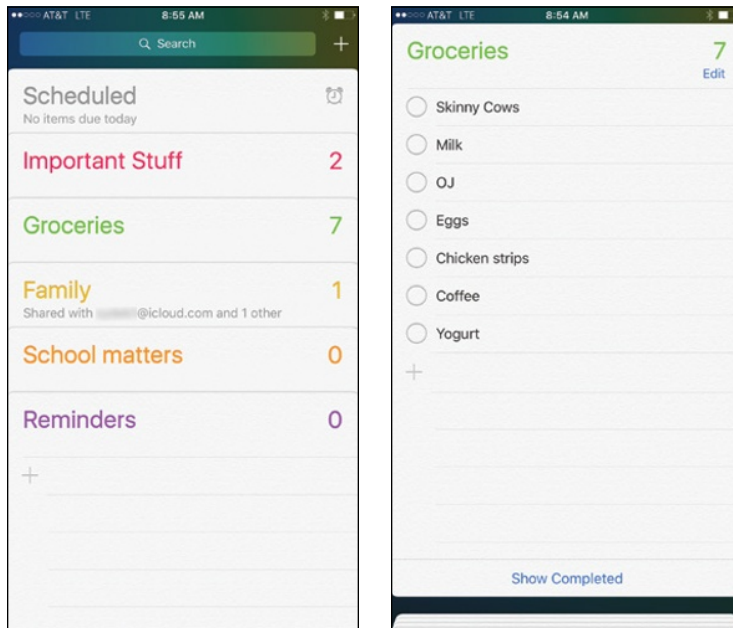 AT&T LTE 8:55 AM
Search
Scheduled
No items due today
Important Stuff 2
Groceries 7
Family 1
Shared with @icloud.com and 1 other
School matters 0
Reminders 0
AT&T LTE 8:54 AM
Groceries 7
Edit
Skinny Cows
Milk
OJ
Eggs
Chicken strips
Coffee
Yogurt
Show Completed